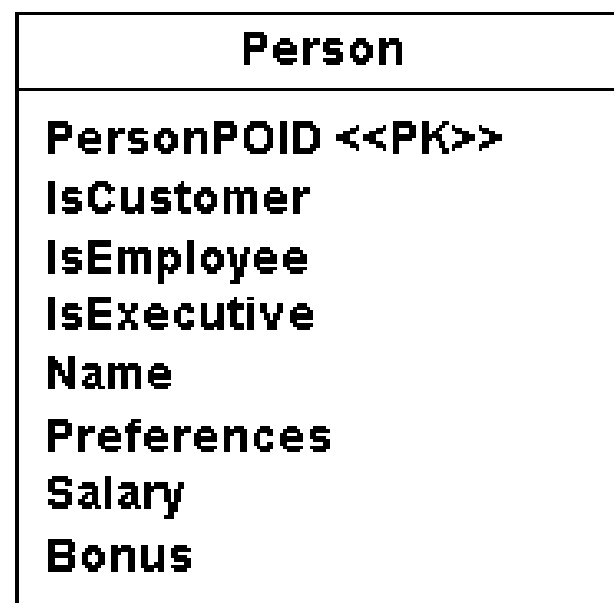 Person
PersonPOID <<PK>>
IsCustomer
IsEmployee
IsExecutive
Name
Preferences
Salary
Bonus